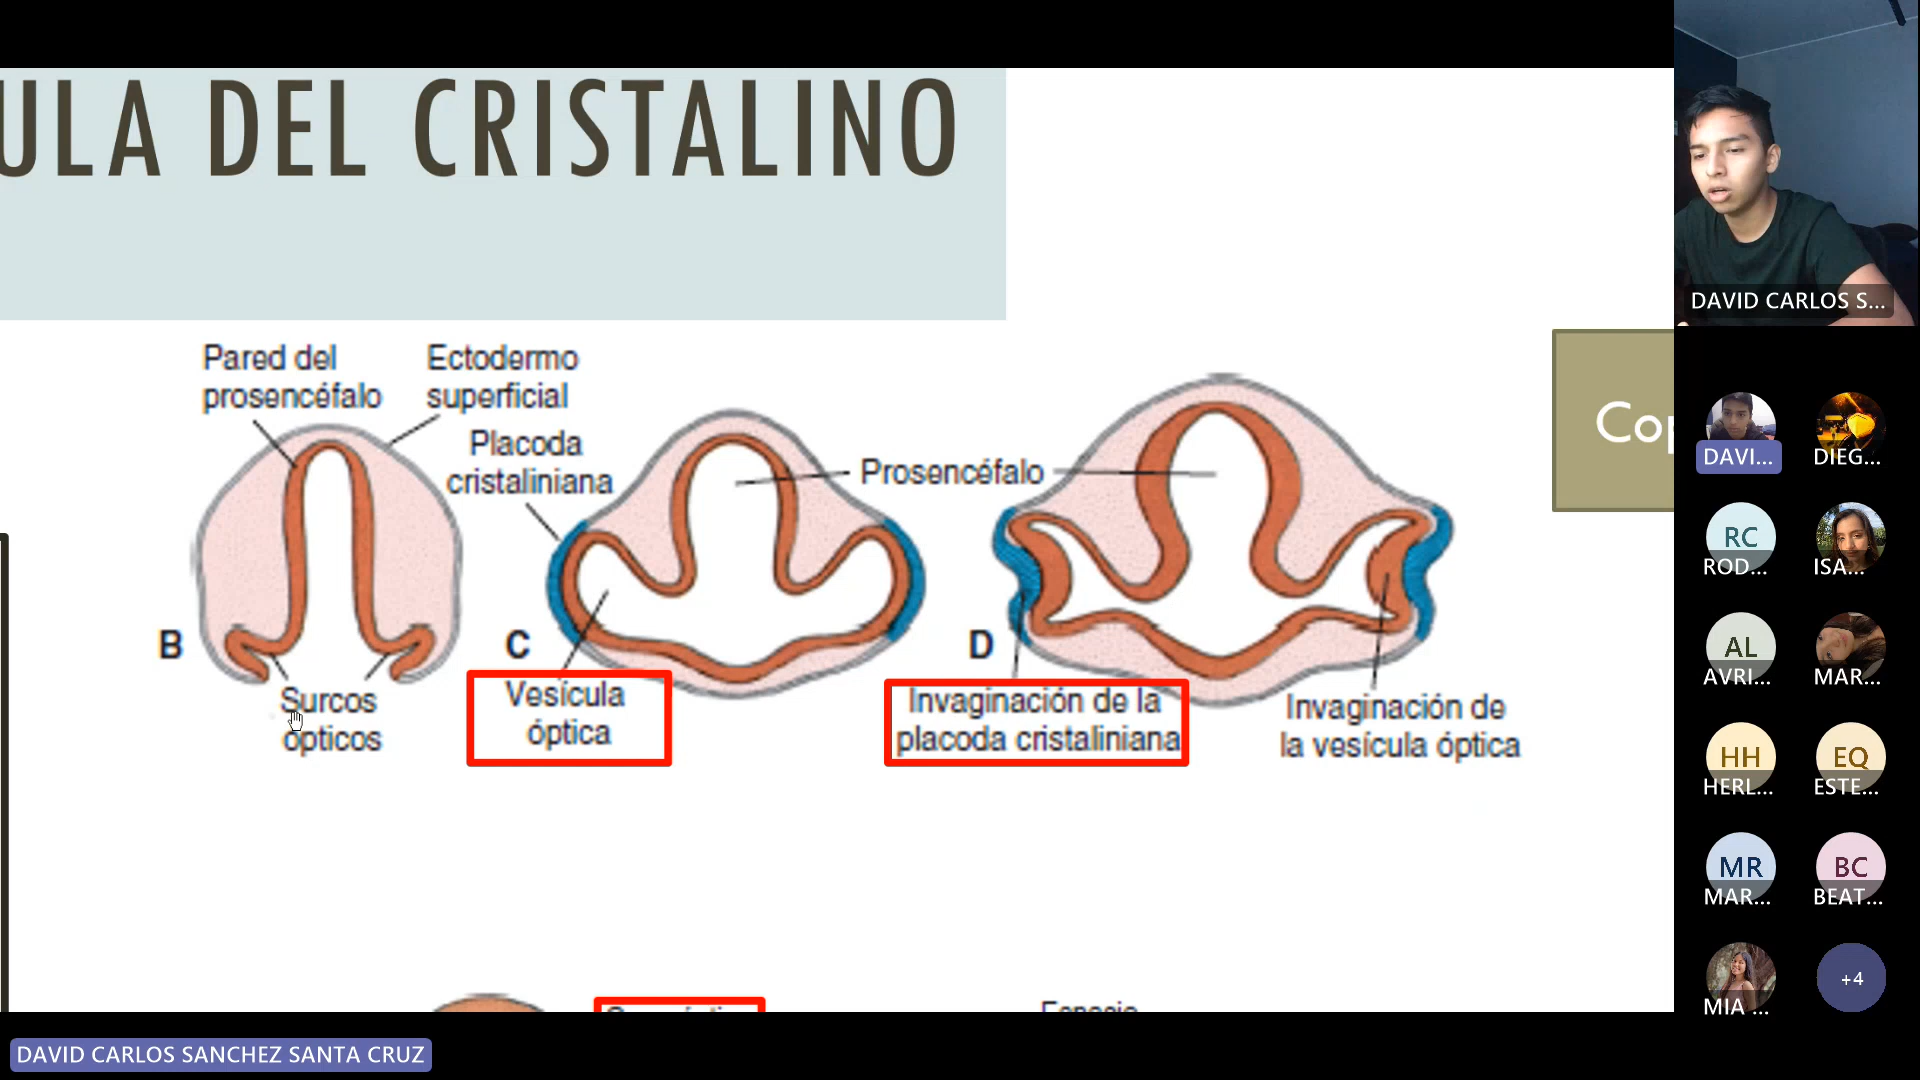 ULA DEL CRISTALINO
Pared del
prosencéfalo
Ectodermo
superficial
Placoda
cristaliniana
Prosencéfalo
B
C
D
Surcos
ópticos
Vesícula
óptica
Invaginación de la
placoda cristaliniana
Invaginación de
la vesícula óptica
Cop
DAVID CARLOS S...
DAVI...
DIEG...
RC
ROD...
ISA...
AL
AVRI...
MAR...
HH
HERL...
EQ
ESTE...
MR
MAR...
BC
BEAT...
MIA ...
+4
DAVID CARLOS SANCHEZ SANTA CRUZ